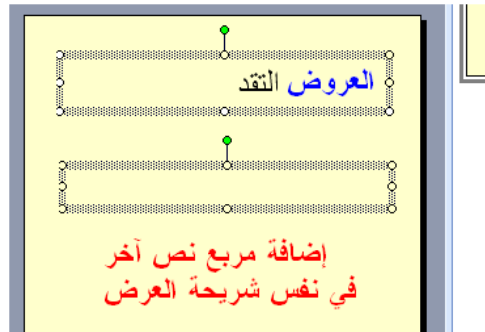 العروض التقد
إضافة مربع نص آخر
في نفس شريحة العرض